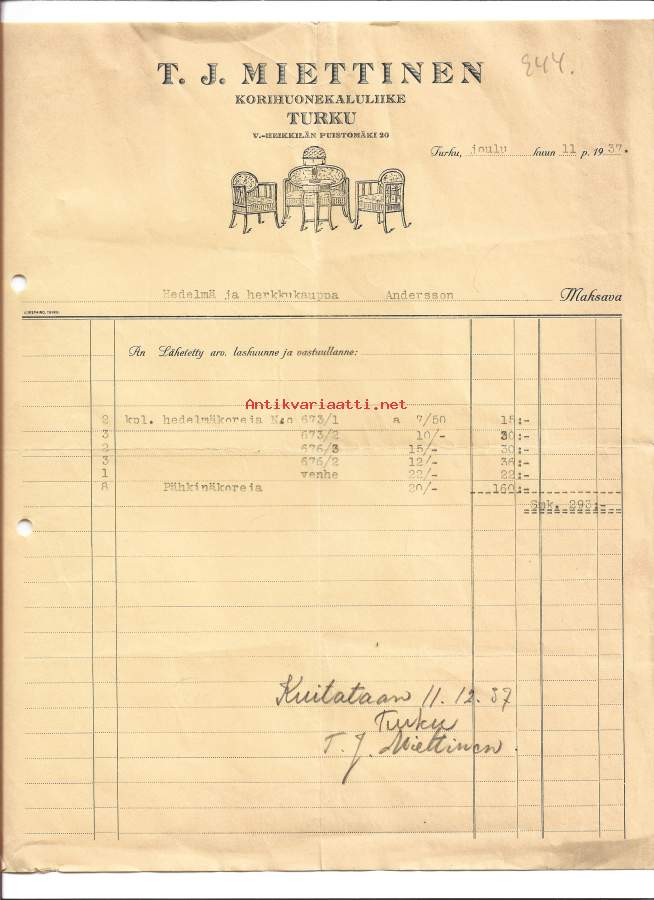 T. J. MIETTINEN
944.
KORIHUONEKALULIIKE
TURKU
V.-HEIKKILÄN PUISTOMÄKI 20
Turku, joulu kuun 11 p. 1937.
Hedelmä ja herkkukauppa Andersson Maksava
An Lähetetty arv. laskuunne ja vastuullanne:
Antikvariaatti.net
2 kpl. hedelmäkoreja N:o 673/1 a 7/50 15:-
3 673/2 10/- 30:-
2 676/3 15/- 30:-
3 676/2 12/- 36:-
1 venhe 22/- 22:-
8 Pähkinäkoreja 20/- 160:-
Smk. 293:-
Kuitataan 11.12.37
Turku
T. J. Miettinen.